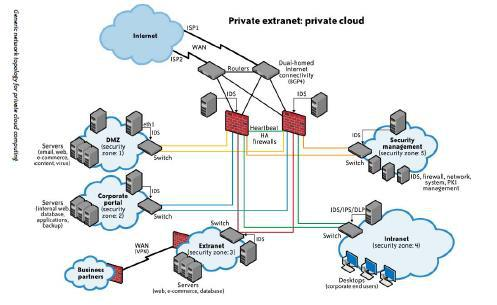 Private extranet: private cloud
Generic network topology for private cloud computing
ISP1
Internet
WAN
ISP2
Routers
Dual-homed
Internet
connectivity
(BGP4)
IDS
IDS
eth1
DMZ
(security
zone: 1)
IDS
Servers
(email, web,
e-commerce,
content, virus)
Switch
Heartbeat
HA
firewalls
IDS
Security
management
(security zone: 5)
Switch
IDS, firewall, network,
system, PKI
management
Corporate
portal
(security
zone: 2)
IDS
Servers
(internal web,
database,
applications,
backup)
Switch
IDS/IPS/DLP
Switch
Intranet
(security zone: 4)
Switch
WAN
(VPN)
Extranet
(security zone: 3)
IDS
Business
partners
Servers
(web, e-commerce, database)
Desktops
(corporate end users)